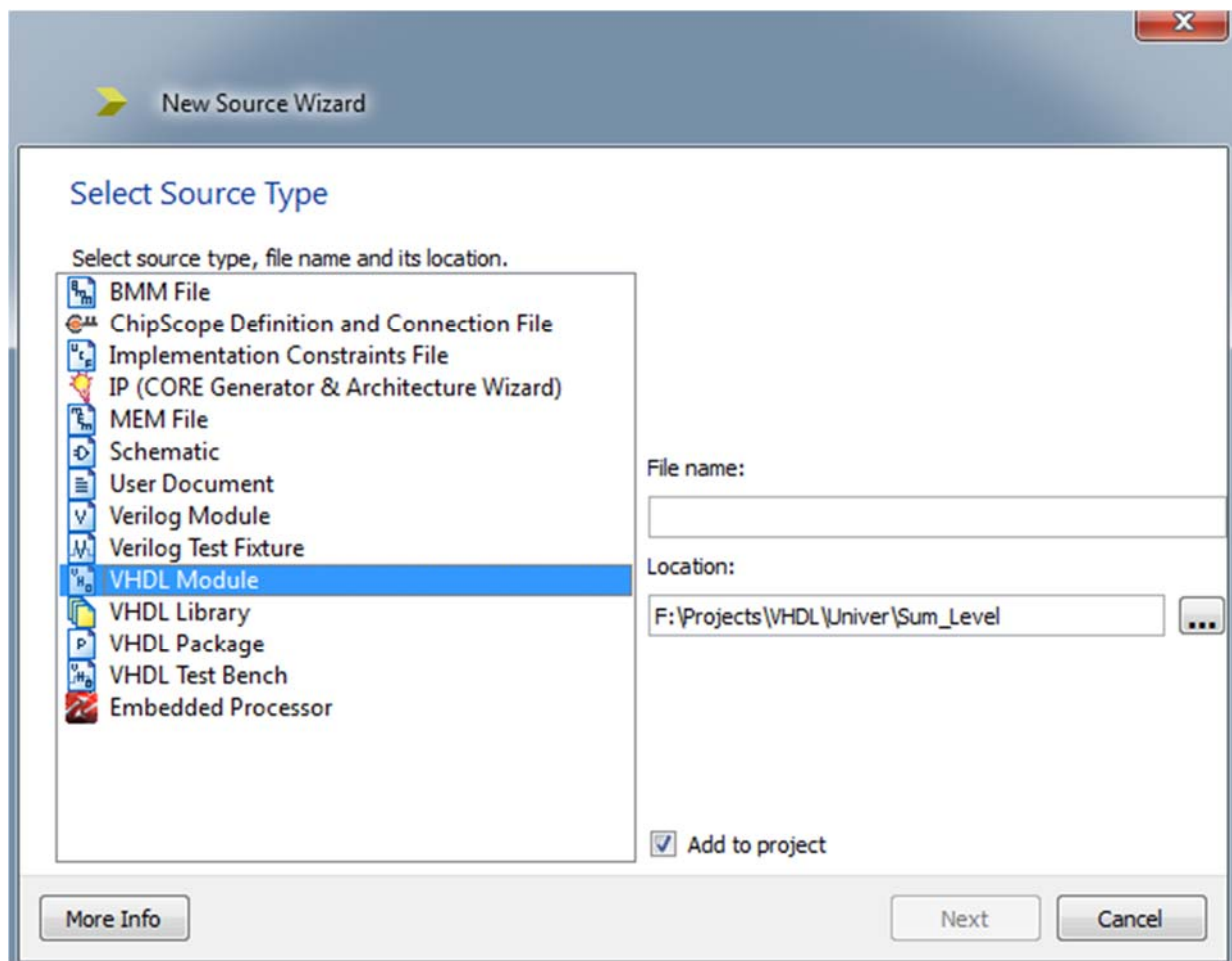 New Source Wizard
Select Source Type
Select source type, file name and its location.
BMM File
ChipScope Definition and Connection File
Implementation Constraints File
IP (CORE Generator & Architecture Wizard)
MEM File
Schematic
User Document
Verilog Module
Verilog Test Fixture
VHDL Module
VHDL Library
VHDL Package
VHDL Test Bench
Embedded Processor
File name:
Location:
F:\Projects\VHDL\Univer\Sum_Level
...
Add to project
More Info
Next
Cancel